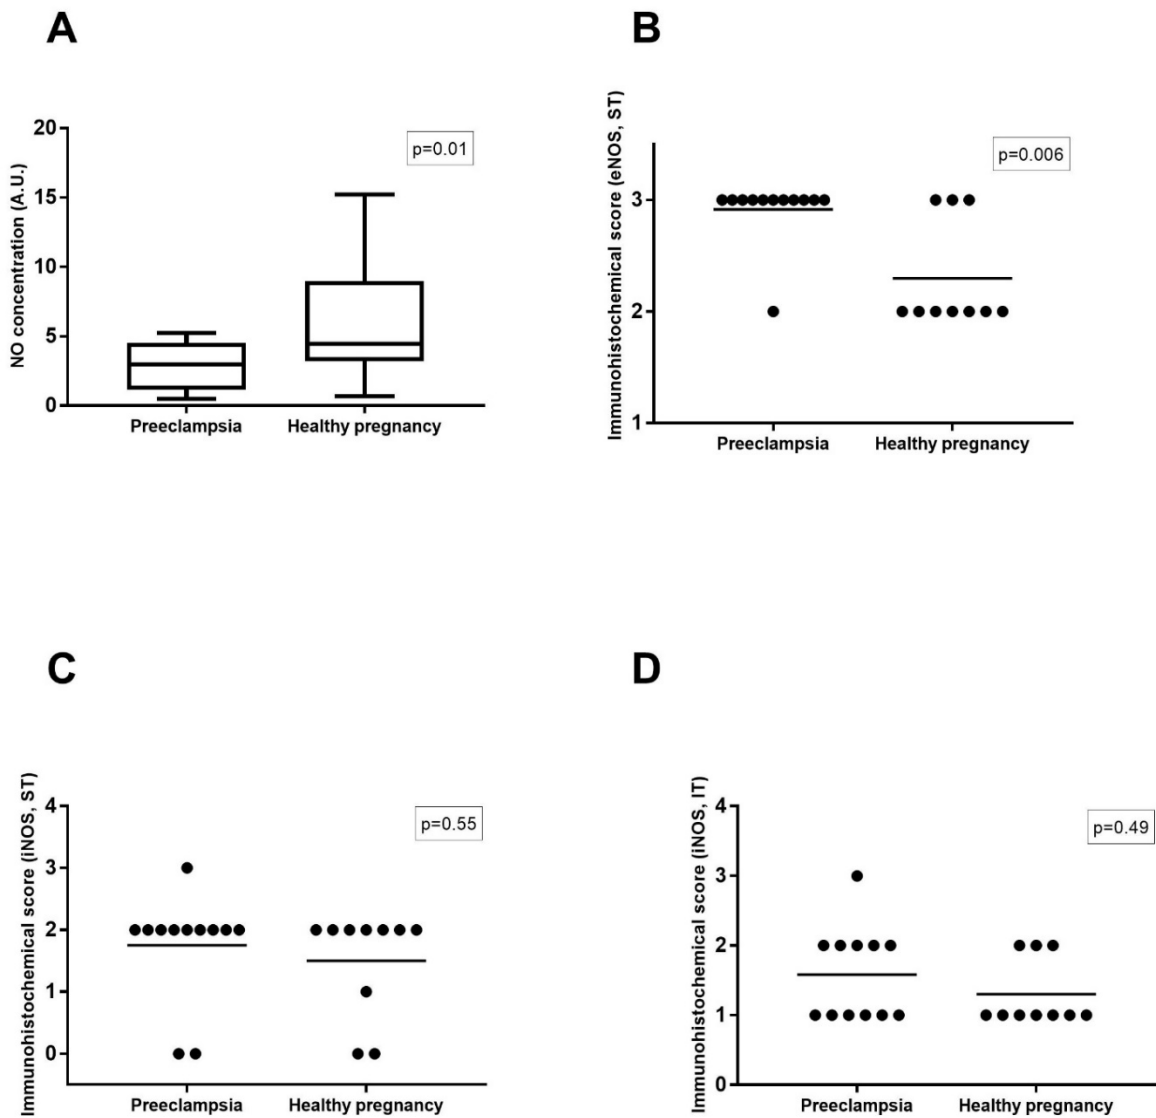 A
NO concentration (A.U.)
20
15
10
5
0
p=0.01
Preeclampsia
Healthy pregnancy
B
Immunohistochemical score (eNOS, ST)
3
2
1
p=0.006
Preeclampsia
Healthy pregnancy
C
Immunohistochemical score (iNOS, ST)
4
3
2
1
0
p=0.55
Preeclampsia
Healthy pregnancy
D
Immunohistochemical score (iNOS, IT)
4
3
2
1
0
p=0.49
Preeclampsia
Healthy pregnancy